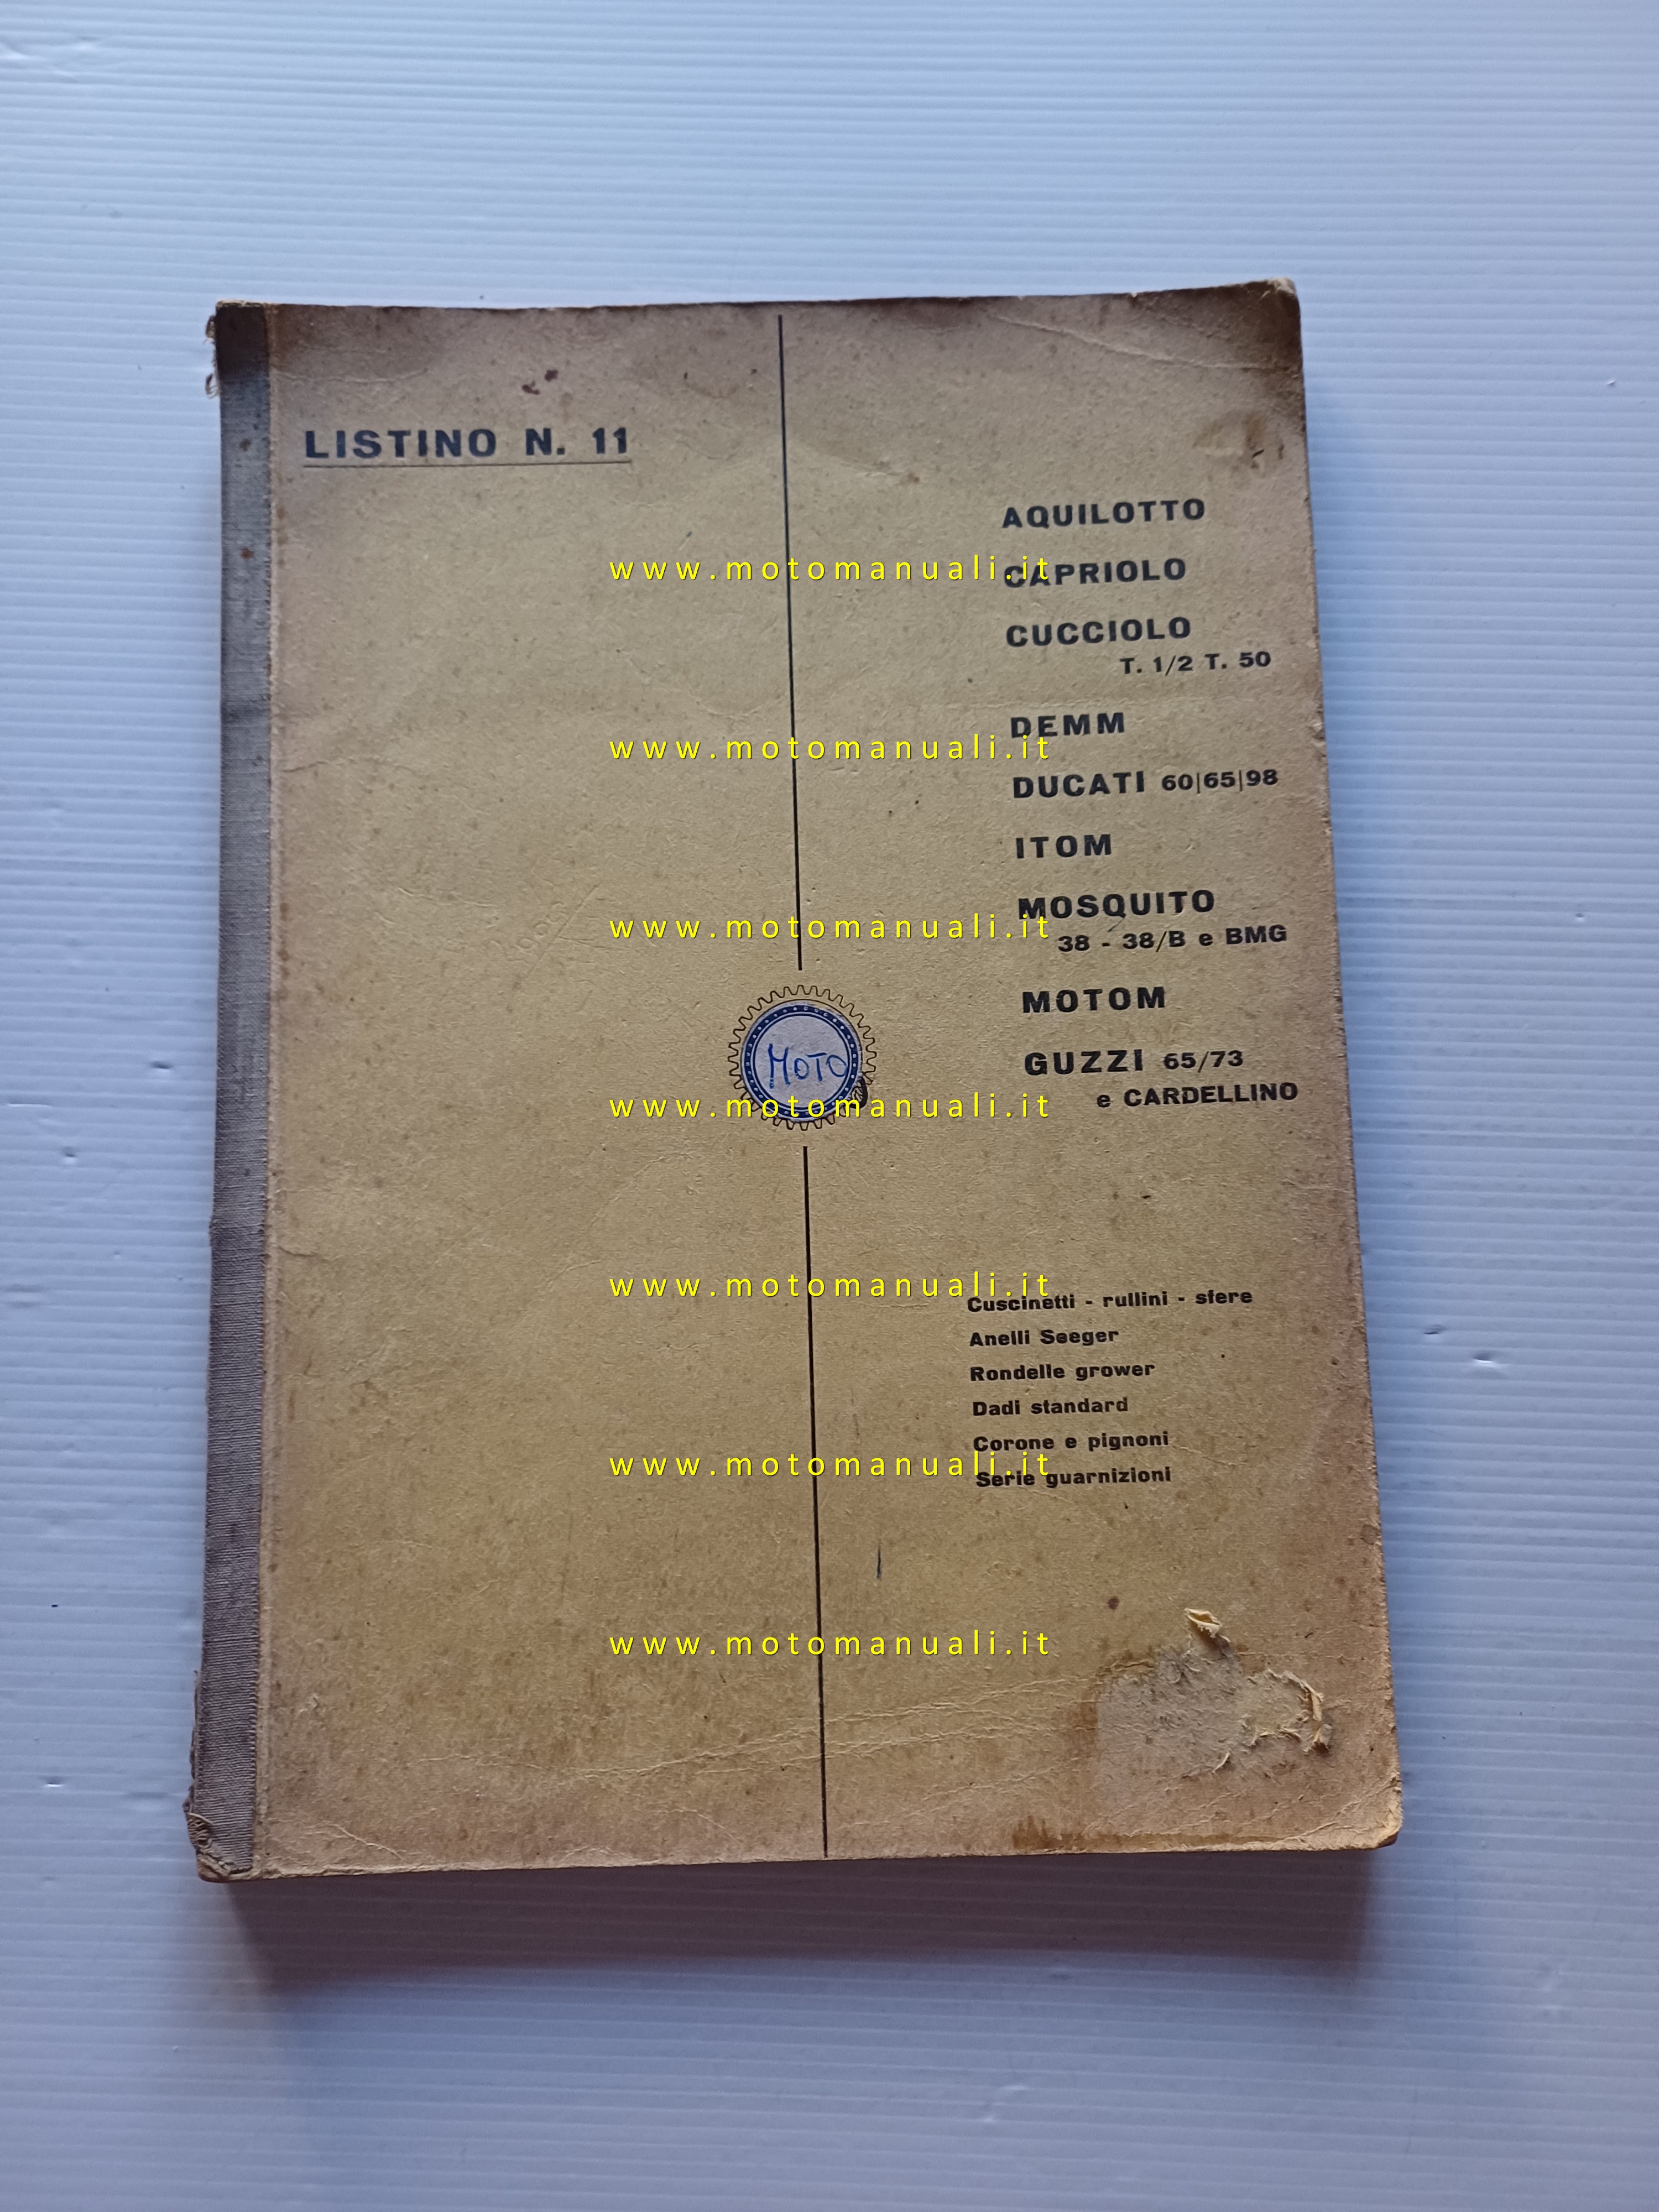 LISTINO N. 11
AQUILOTTO
www.motomanuali.it
CAPRIOLO
CUCCIOLO
T. 1/2 T. 50
DEMM
www.motomanuali.it
DUCATI 60|65|98
ITOM
MOSQUITO
www.motomanuali.it
38 - 38/B e BMG
MOTOM
MOTO
GUZZI 65/73
e CARDELLINO
www.motomanuali.it
www.motomanuali.it
Cuscinetti - rullini - sfere
Anelli Seeger
Rondelle grower
Dadi standard
Corone e pignoni
www.motomanuali.it
Serie guarnizioni
www.motomanuali.it